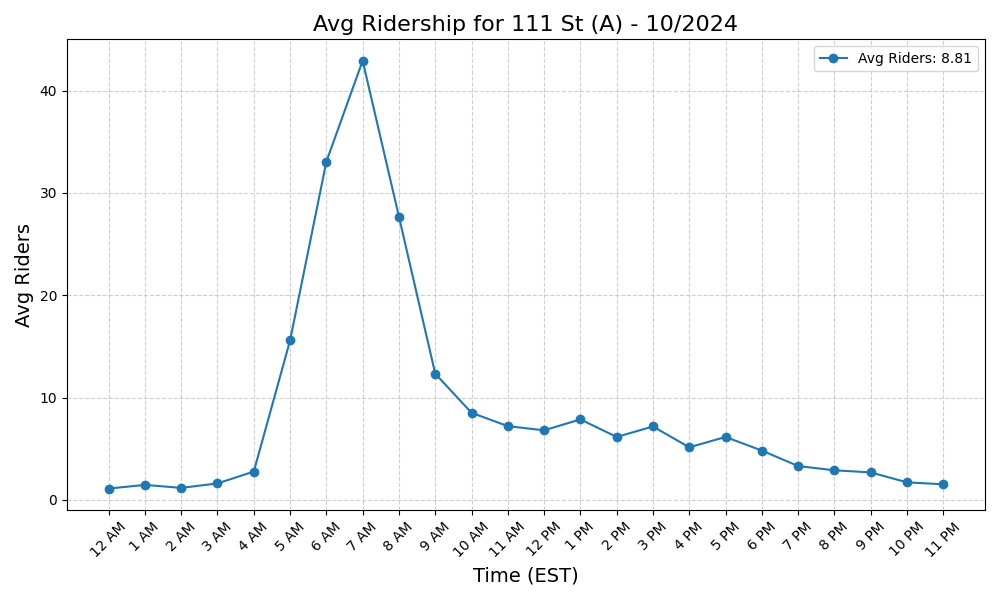 Avg Ridership for 111 St (A) - 10/2024
Avg Riders: 8.81
Avg Riders
40
30
20
10
0
12 AM
1 AM
2 AM
3 AM
4 AM
5 AM
6 AM
7 AM
8 AM
9 AM
10 AM
11 AM
12 PM
1 PM
2 PM
3 PM
4 PM
5 PM
6 PM
7 PM
8 PM
9 PM
10 PM
11 PM
Time (EST)